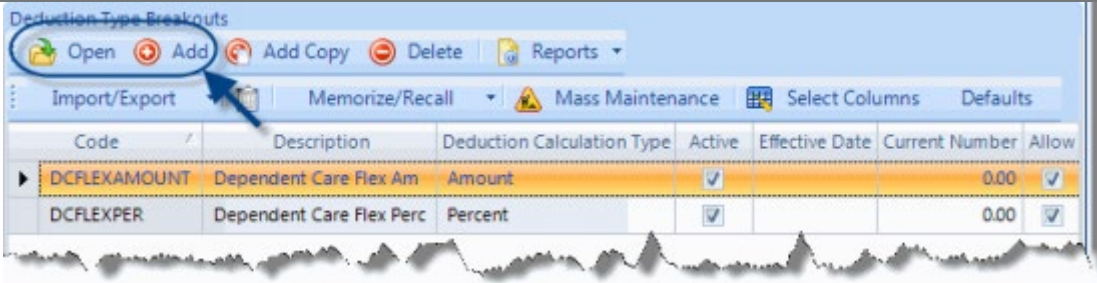 Deduction Type Breakouts
Open Add Add Copy Delete Reports
Import/Export Memorize/Recall Mass Maintenance Select Columns Defaults
Code Description Deduction Calculation Type Active Effective Date Current Number Allow
DCFLEXAMOUNT Dependent Care Flex Am Amount 0.00
DCFLEXPER Dependent Care Flex Perc Percent 0.00